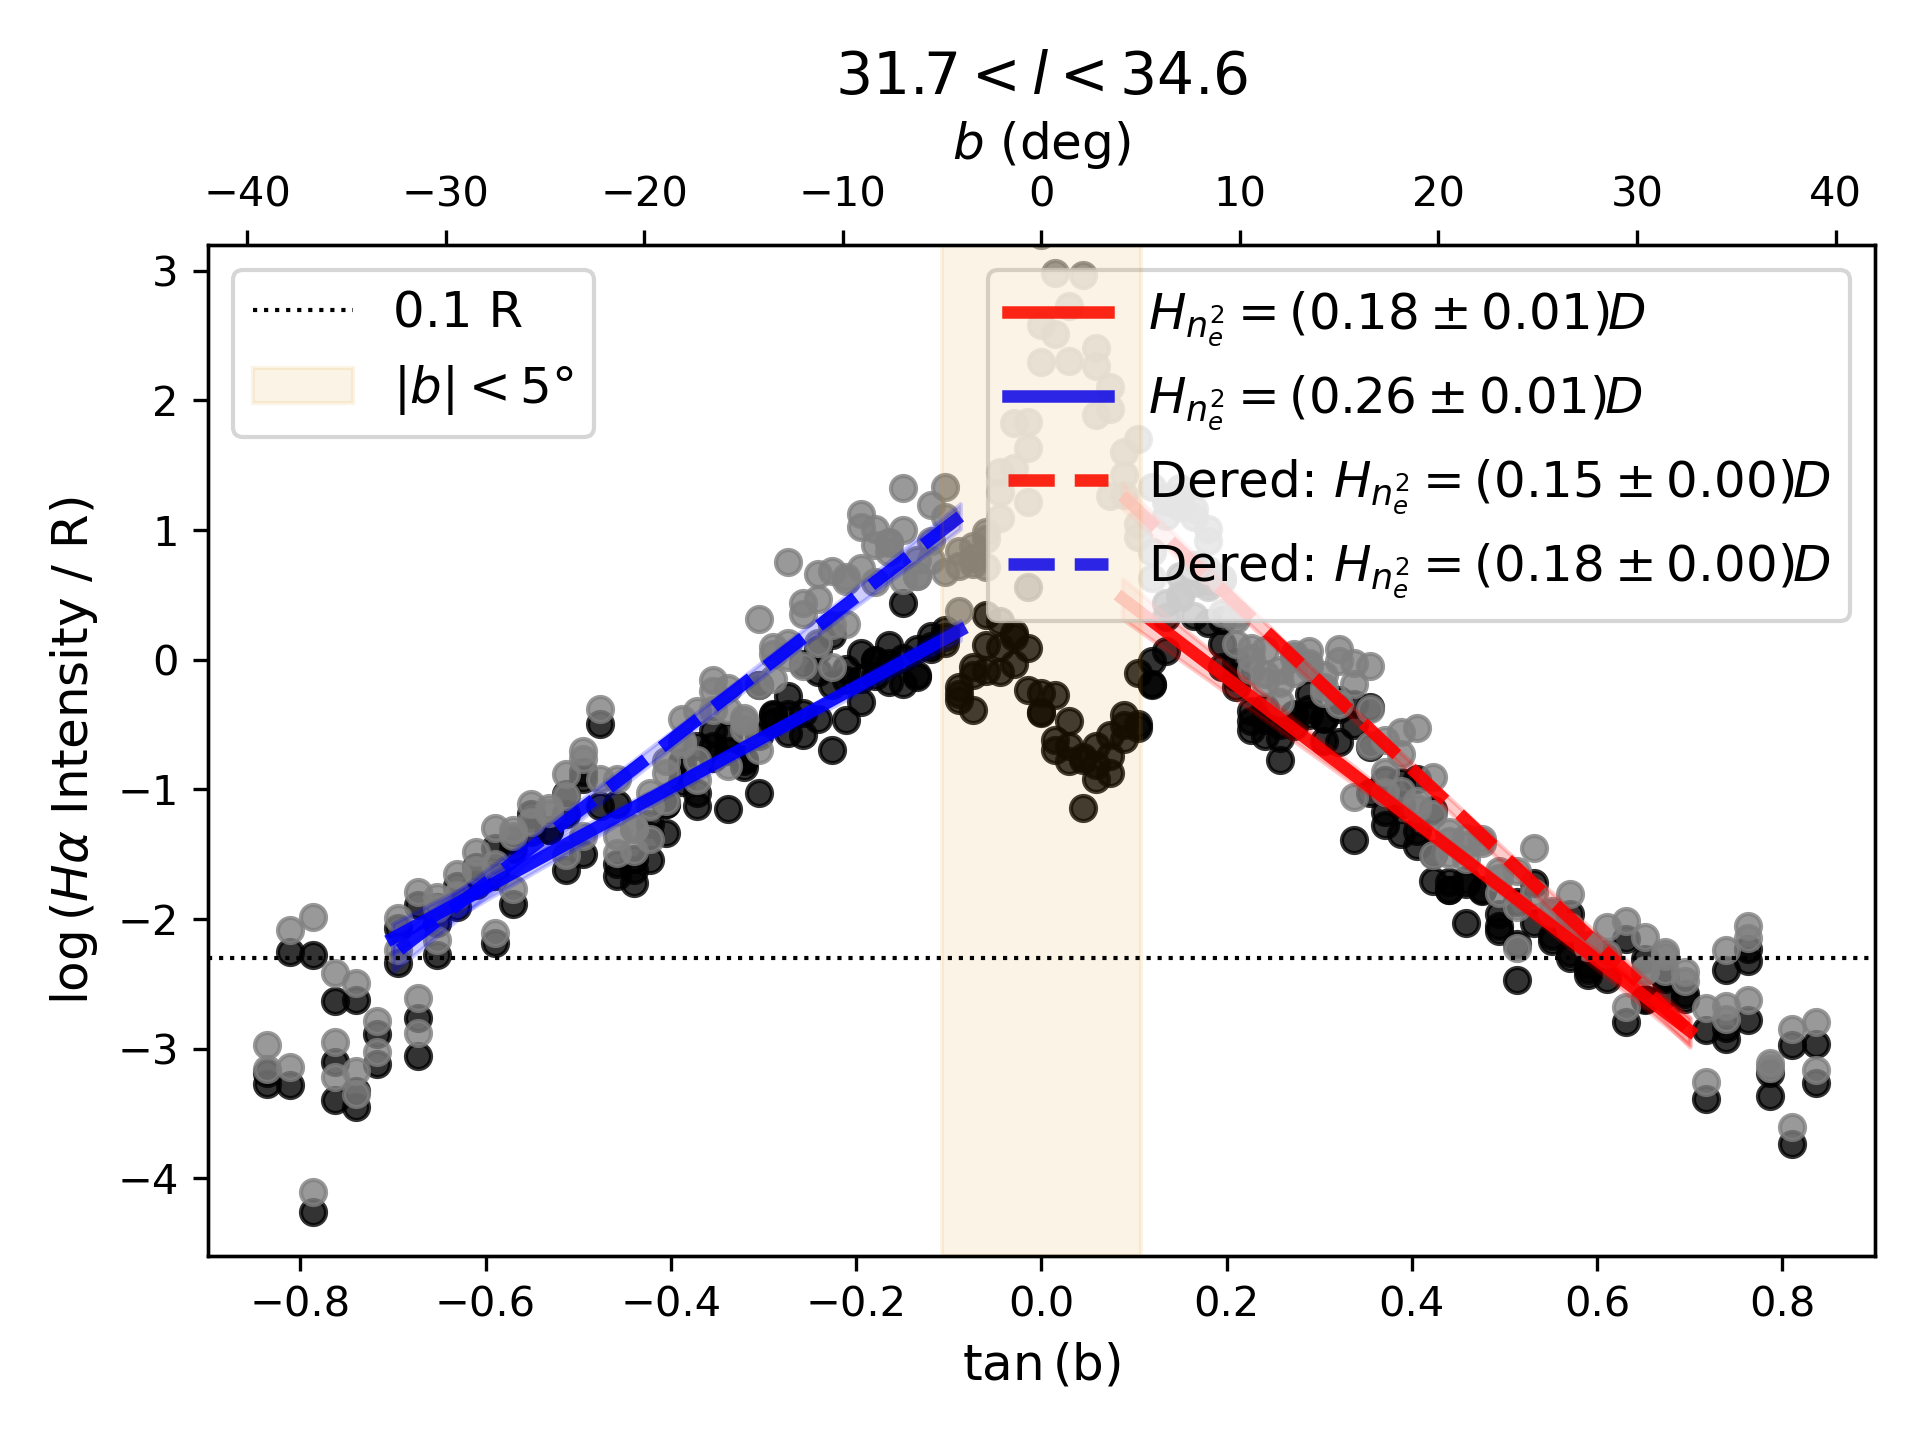 31.7 < l < 34.6
b (deg)
−40 −30 −20 −10 0 10 20 30 40
0.1 R
|b| < 5°
H_{n_e^2} = (0.18 ± 0.01)D
H_{n_e^2} = (0.26 ± 0.01)D
Dered: H_{n_e^2} = (0.15 ± 0.00)D
Dered: H_{n_e^2} = (0.18 ± 0.00)D
log (Hα Intensity / R)
3
2
1
0
−1
−2
−3
−4
−0.8 −0.6 −0.4 −0.2 0.0 0.2 0.4 0.6 0.8
tan (b)